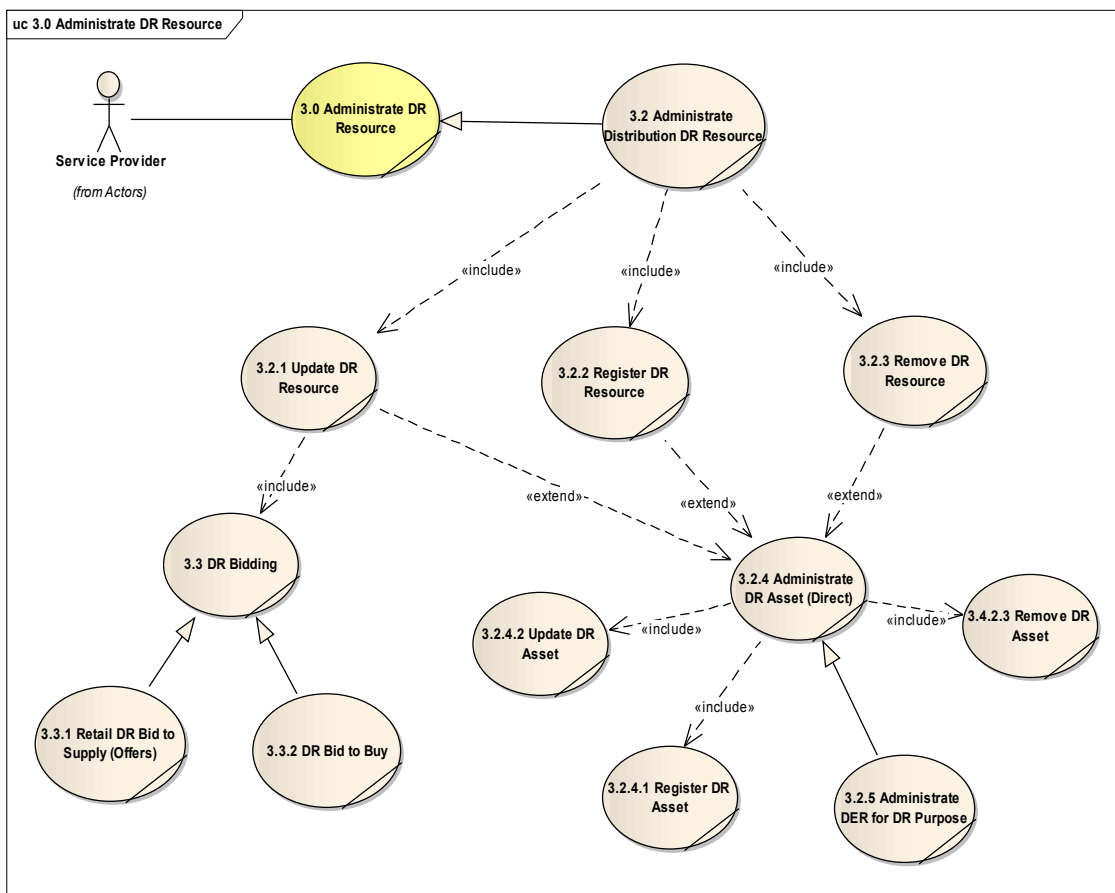 uc 3.0 Administrate DR Resource
3.0 Administrate DR
Resource
3.2 Administrate
Distribution DR Resource
Service Provider
(from Actors)
«include»
«include»
«include»
3.2.1 Update DR
Resource
3.2.2 Register DR
Resource
3.2.3 Remove DR
Resource
«include»
«extend»
«extend»
«extend»
3.3 DR Bidding
3.2.4 Administrate
DR Asset (Direct)
3.2.4.2 Update DR
Asset
«include»
«include»
3.4.2.3 Remove DR
Asset
«include»
3.3.1 Retail DR Bid to
Supply (Offers)
3.3.2 DR Bid to Buy
3.2.4.1 Register DR
Asset
3.2.5 Administrate
DER for DR Purpose